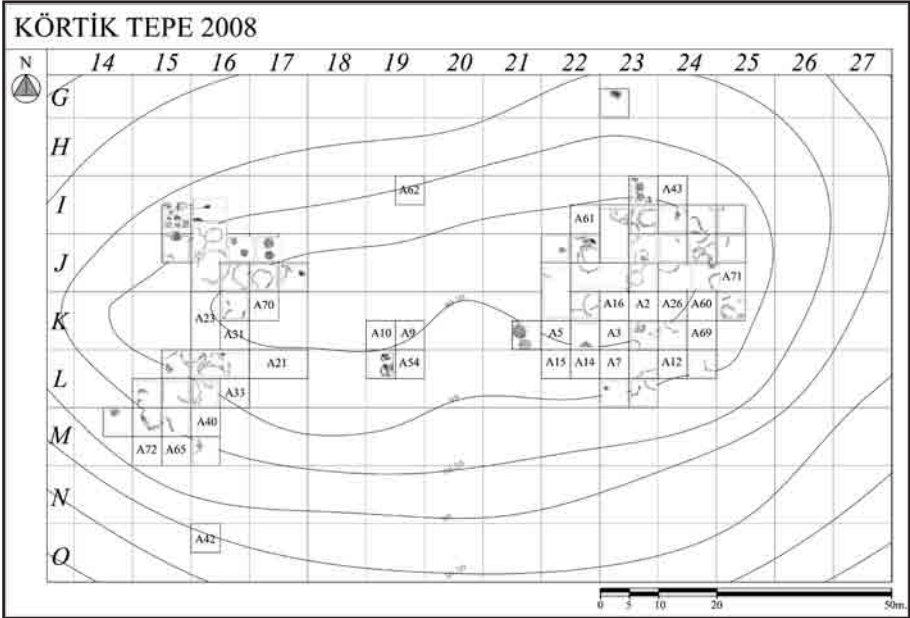 KÖRTİK TEPE 2008
N 14 15 16 17 18 19 20 21 22 23 24 25 26 27
G
H
I A62 A43
A61
J
A71
K A23 A70 A16 A2 A26 A60
A31 A10 A9 A5 A3 A69
L A21 A54 A15 A14 A7 A12
A33
M A40
A72 A65
N
O A42
0 5 10 20 50m.